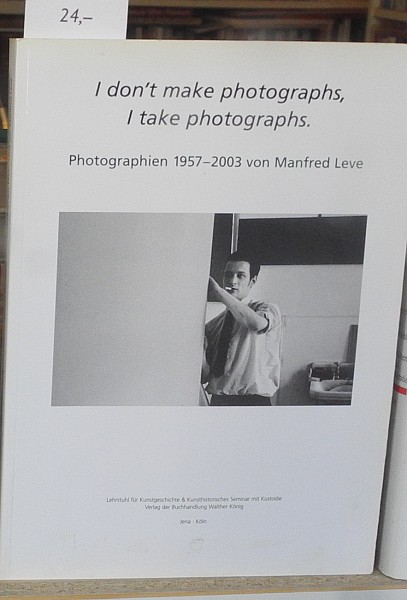 24,–
I don't make photographs,
I take photographs.
Photographien 1957–2003 von Manfred Leve
Lehrstuhl für Kunstgeschichte & Kunsthistorisches Seminar mit Kustodie
Verlag der Buchhandlung Walther König
Jena · Köln